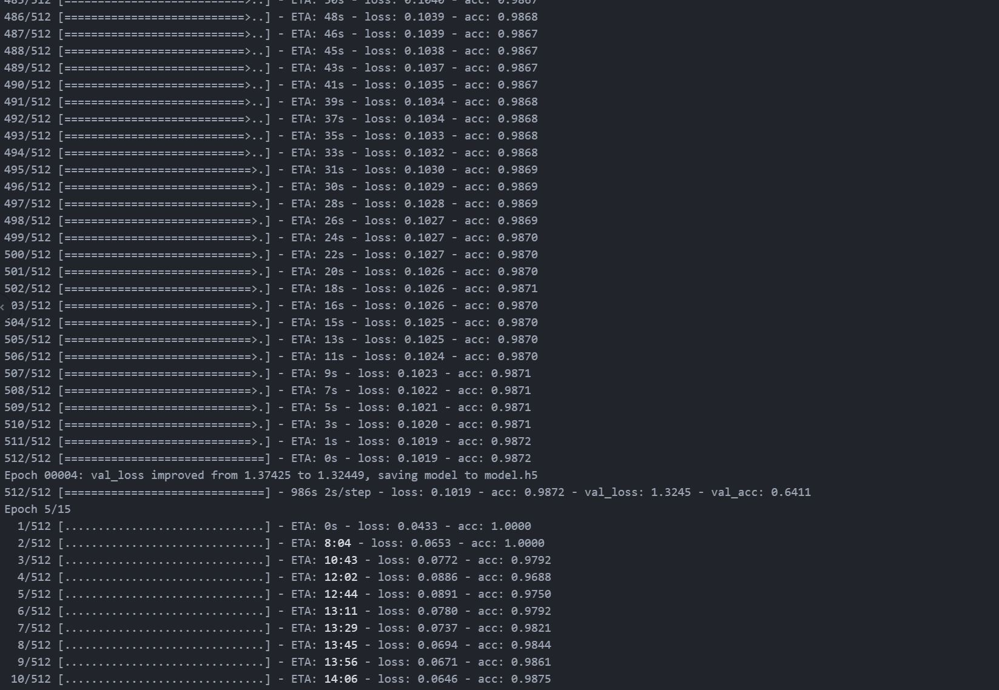 485/512 [===========================>..] - ETA: 50s - loss: 0.1040 - acc: 0.9867
486/512 [===========================>..] - ETA: 48s - loss: 0.1039 - acc: 0.9868
487/512 [===========================>..] - ETA: 46s - loss: 0.1039 - acc: 0.9867
488/512 [===========================>..] - ETA: 45s - loss: 0.1038 - acc: 0.9867
489/512 [===========================>..] - ETA: 43s - loss: 0.1037 - acc: 0.9867
490/512 [===========================>..] - ETA: 41s - loss: 0.1035 - acc: 0.9867
491/512 [===========================>..] - ETA: 39s - loss: 0.1034 - acc: 0.9868
492/512 [===========================>..] - ETA: 37s - loss: 0.1034 - acc: 0.9868
493/512 [===========================>..] - ETA: 35s - loss: 0.1033 - acc: 0.9868
494/512 [===========================>..] - ETA: 33s - loss: 0.1032 - acc: 0.9868
495/512 [============================>.] - ETA: 31s - loss: 0.1030 - acc: 0.9869
496/512 [============================>.] - ETA: 30s - loss: 0.1029 - acc: 0.9869
497/512 [============================>.] - ETA: 28s - loss: 0.1028 - acc: 0.9869
498/512 [============================>.] - ETA: 26s - loss: 0.1027 - acc: 0.9869
499/512 [============================>.] - ETA: 24s - loss: 0.1027 - acc: 0.9870
500/512 [============================>.] - ETA: 22s - loss: 0.1027 - acc: 0.9870
501/512 [============================>.] - ETA: 20s - loss: 0.1026 - acc: 0.9870
502/512 [============================>.] - ETA: 18s - loss: 0.1026 - acc: 0.9871
03/512 [============================>.] - ETA: 16s - loss: 0.1026 - acc: 0.9870
504/512 [============================>.] - ETA: 15s - loss: 0.1025 - acc: 0.9870
505/512 [============================>.] - ETA: 13s - loss: 0.1025 - acc: 0.9870
506/512 [============================>.] - ETA: 11s - loss: 0.1024 - acc: 0.9870
507/512 [============================>.] - ETA: 9s - loss: 0.1023 - acc: 0.9871
508/512 [============================>.] - ETA: 7s - loss: 0.1022 - acc: 0.9871
509/512 [============================>.] - ETA: 5s - loss: 0.1021 - acc: 0.9871
510/512 [============================>.] - ETA: 3s - loss: 0.1020 - acc: 0.9871
511/512 [============================>.] - ETA: 1s - loss: 0.1019 - acc: 0.9872
512/512 [==============================] - ETA: 0s - loss: 0.1019 - acc: 0.9872
Epoch 00004: val_loss improved from 1.37425 to 1.32449, saving model to model.h5
512/512 [==============================] - 986s 2s/step - loss: 0.1019 - acc: 0.9872 - val_loss: 1.3245 - val_acc: 0.6411
Epoch 5/15
1/512 [..............................] - ETA: 0s - loss: 0.0433 - acc: 1.0000
2/512 [..............................] - ETA: 8:04 - loss: 0.0653 - acc: 1.0000
3/512 [..............................] - ETA: 10:43 - loss: 0.0772 - acc: 0.9792
4/512 [..............................] - ETA: 12:02 - loss: 0.0886 - acc: 0.9688
5/512 [..............................] - ETA: 12:44 - loss: 0.0891 - acc: 0.9750
6/512 [..............................] - ETA: 13:11 - loss: 0.0780 - acc: 0.9792
7/512 [..............................] - ETA: 13:29 - loss: 0.0737 - acc: 0.9821
8/512 [..............................] - ETA: 13:45 - loss: 0.0694 - acc: 0.9844
9/512 [..............................] - ETA: 13:56 - loss: 0.0671 - acc: 0.9861
10/512 [..............................] - ETA: 14:06 - loss: 0.0646 - acc: 0.9875